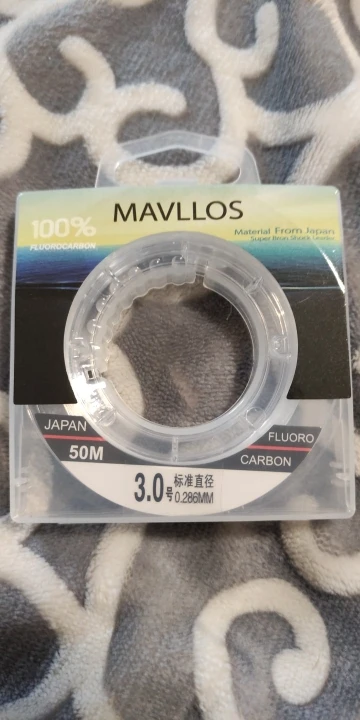 MAVLLOS
100%
FLUOROCARBON
Material From Japan
Super Iron Shock Leader
JAPAN
50M
FLUORO
CARBON
3.0号
标准直径
0.286MM